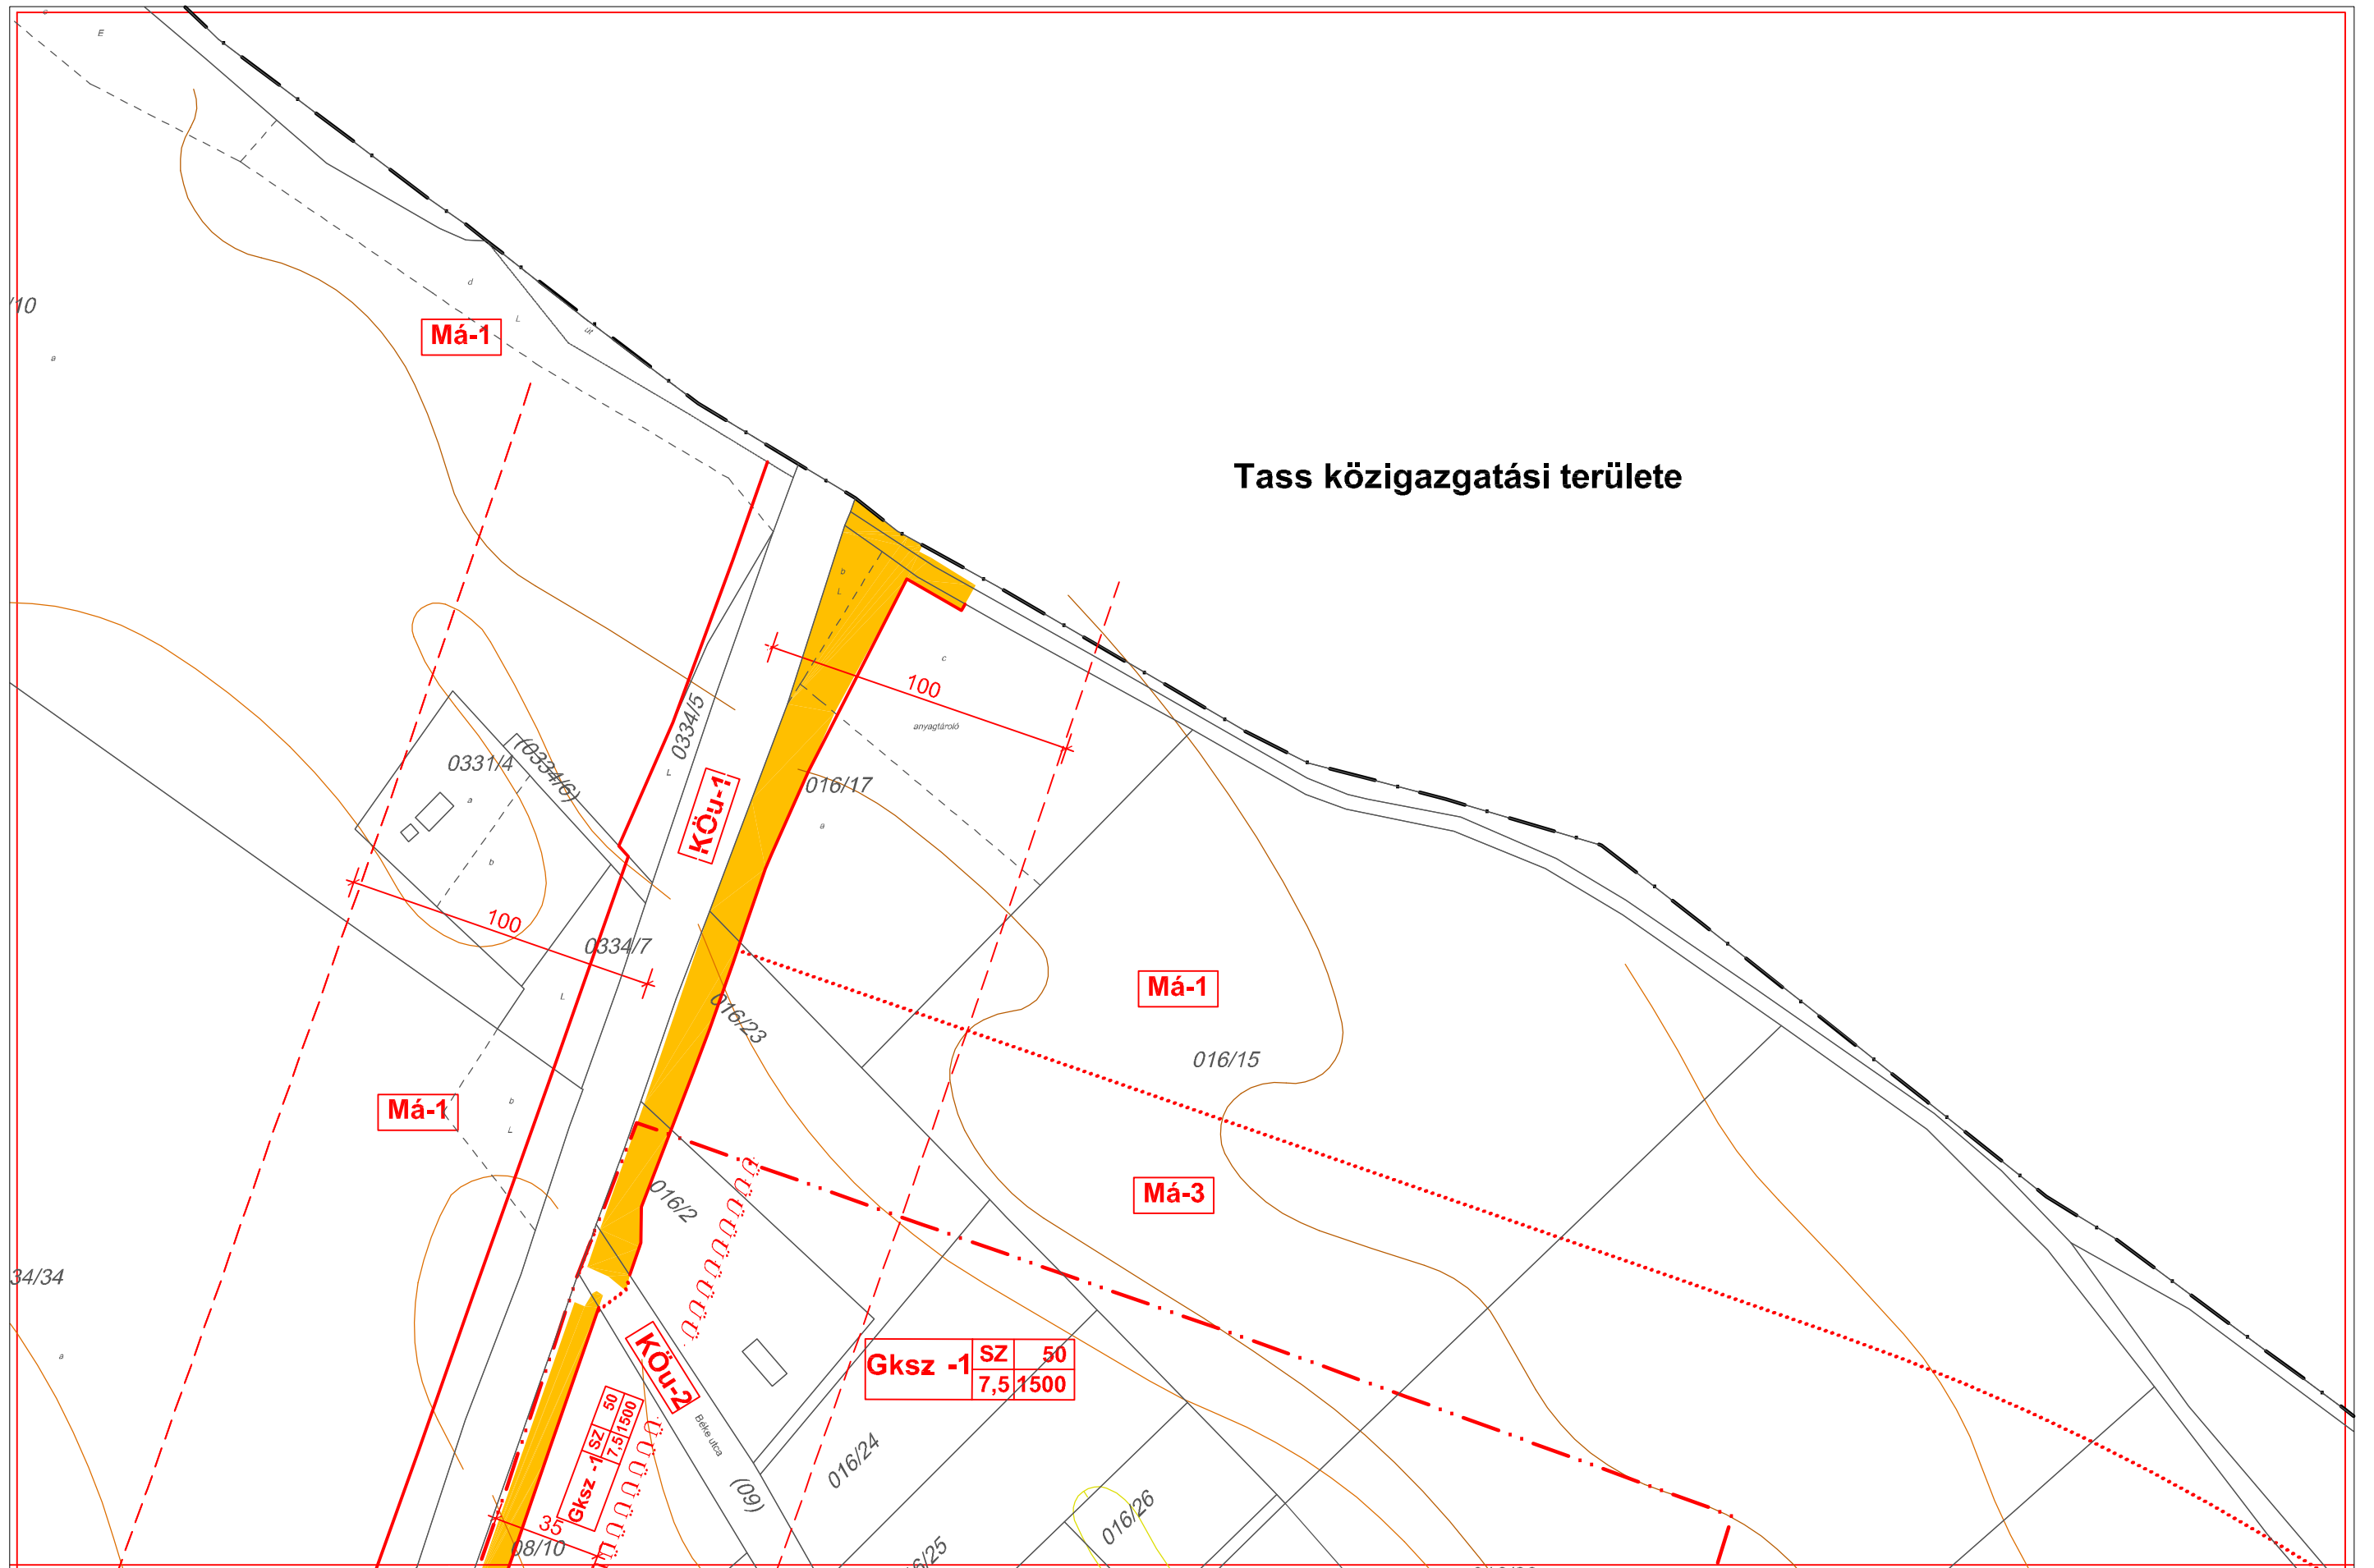 E
/10
a
d
L
út
Má-1
Tass közigazgatási területe
b
L
c
100
anyagtároló
0334/5
L
KÖu-1
016/17
a
0331/4
(0334/6)
a
b
100
0334/7
L
016/23
Má-1
016/15
Má-1
b
L
Má-3
016/2
34/34
a
KÖu-2
Béke utca
(09)
Gksz -1 SZ 50
7,5 1500
Gksz -1 SZ 50
7,5 1500
016/24
016/26
35
08/10